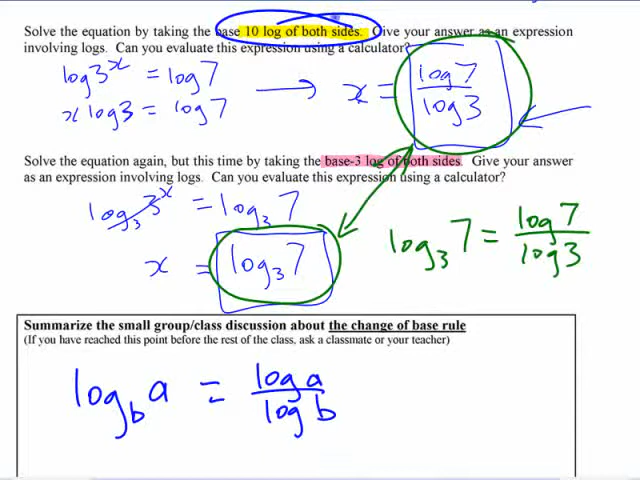 Solve the equation by taking the base 10 log of both sides. Give your answer as an expression
involving logs. Can you evaluate this expression using a calculator?
log 3^x = log 7
x log 3 = log 7 → x = log 7 / log 3
Solve the equation again, but this time by taking the base-3 log of both sides. Give your answer
as an expression involving logs. Can you evaluate this expression using a calculator?
log₃ 3^x = log₃ 7
x = log₃ 7
log₃ 7 = log 7 / log 3
Summarize the small group/class discussion about the change of base rule
(If you have reached this point before the rest of the class, ask a classmate or your teacher)
log_b a = log a / log b